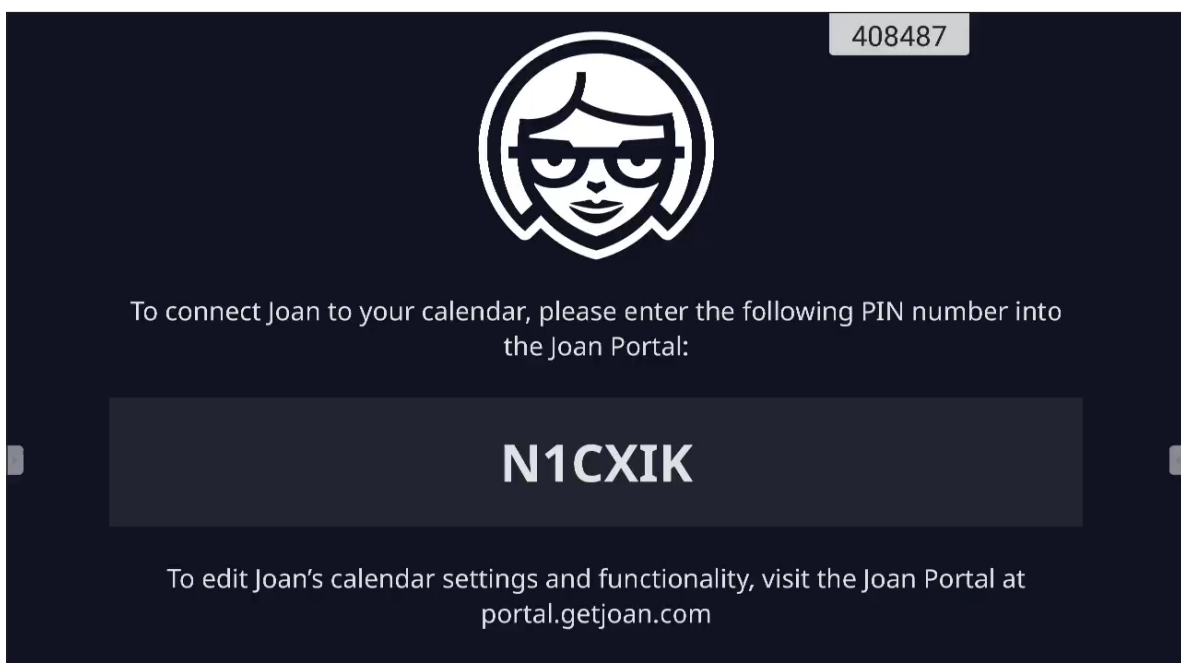 408487
To connect Joan to your calendar, please enter the following PIN number into
the Joan Portal:
N1CXIK
To edit Joan’s calendar settings and functionality, visit the Joan Portal at
portal.getjoan.com